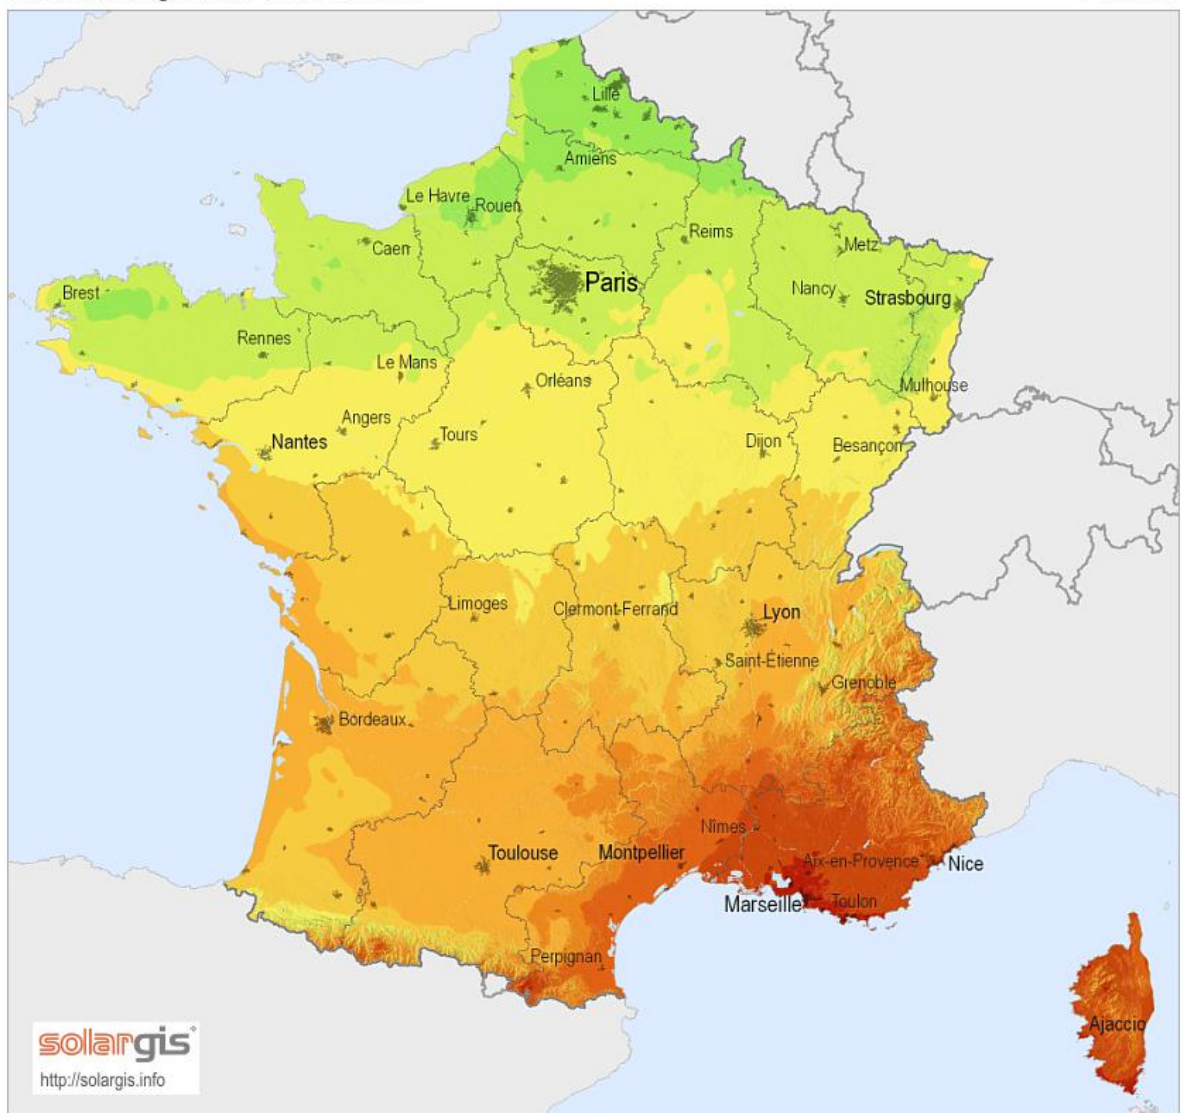 Lille
Amiens
Le Havre
Rouen
Reims
Caen
Metz
Paris
Brest
Nancy
Strasbourg
Rennes
Le Mans
Orléans
Mulhouse
Angers
Tours
Nantes
Dijon
Besançon
Limoges
Clermont-Ferrand
Lyon
Saint-Étienne
Grenoble
Bordeaux
Nîmes
Toulouse
Montpellier
Aix-en-Provence
Nice
Marseille
Toulon
Perpignan
Ajaccio
solargis
http://solargis.info